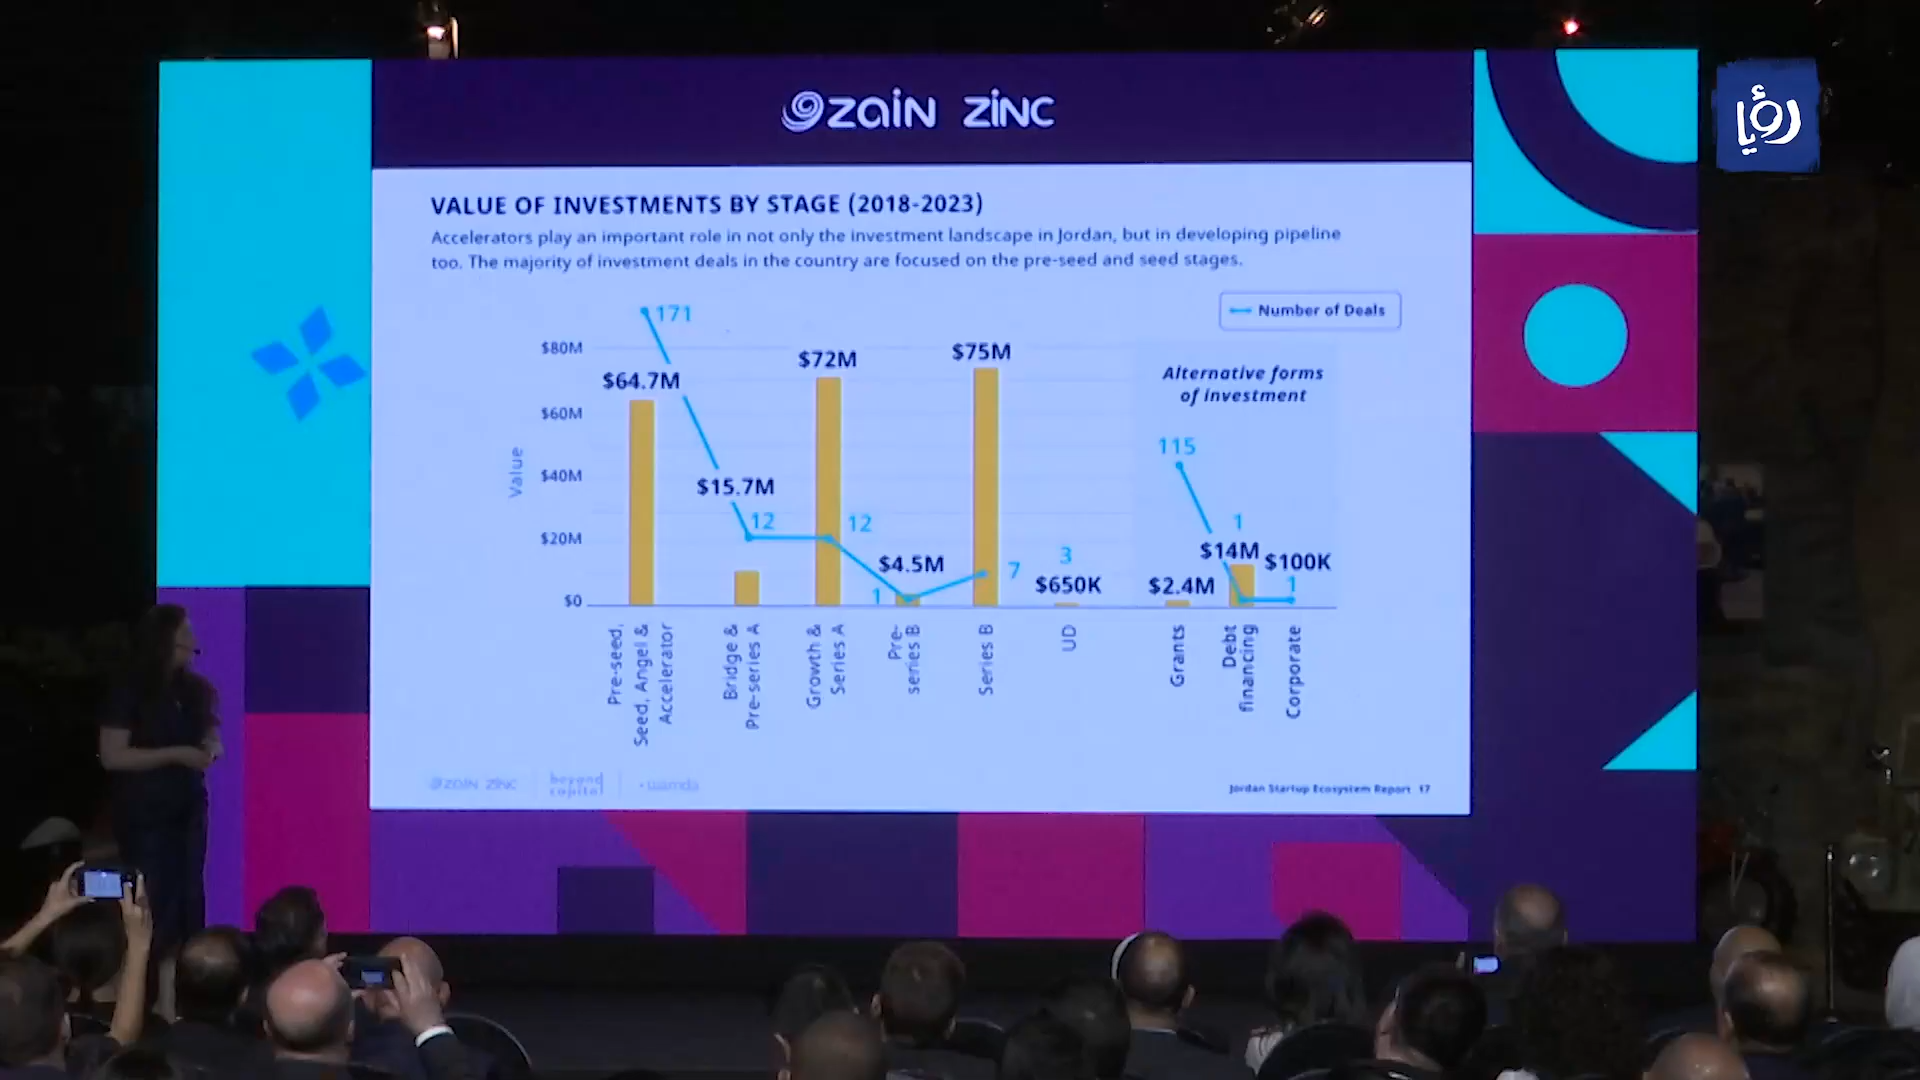 zain zinc
رؤيا
VALUE OF INVESTMENTS BY STAGE (2018-2023)
Accelerators play an important role in not only the investment landscape in Jordan, but in developing pipeline
too. The majority of investment deals in the country are focused on the pre-seed and seed stages.
Number of Deals
Value
$80M
$60M
$40M
$20M
$0
171
$64.7M
$15.7M
12
$72M
12
$4.5M
1
$75M
7
3
$650K
Alternative forms
of investment
115
$2.4M
1
$14M
$100K
1
Pre-seed,
Seed, Angel &
Accelerator
Bridge &
Pre-series A
Growth &
Series A
Pre-
series B
Series B
UD
Grants
Debt
financing
Corporate
zain zinc
beyond
capital
wamda
Jordan Startup Ecosystem Report 17